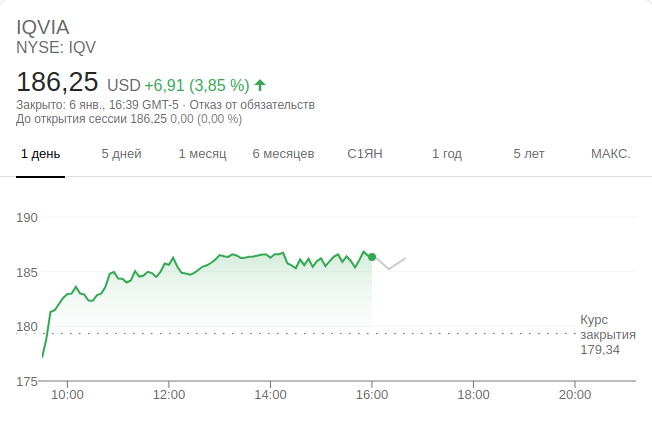 IQVIA
NYSE: IQV
186,25 USD +6,91 (3,85 %)
Закрыто: 6 янв., 16:39 GMT-5 · Отказ от обязательств
До открытия сессии 186,25 0,00 (0,00 %)
1 день 5 дней 1 месяц 6 месяцев С1ЯН 1 год 5 лет МАКС.
190
185
180
Курс
закрытия
179,34
175
10:00 12:00 14:00 16:00 18:00 20:00